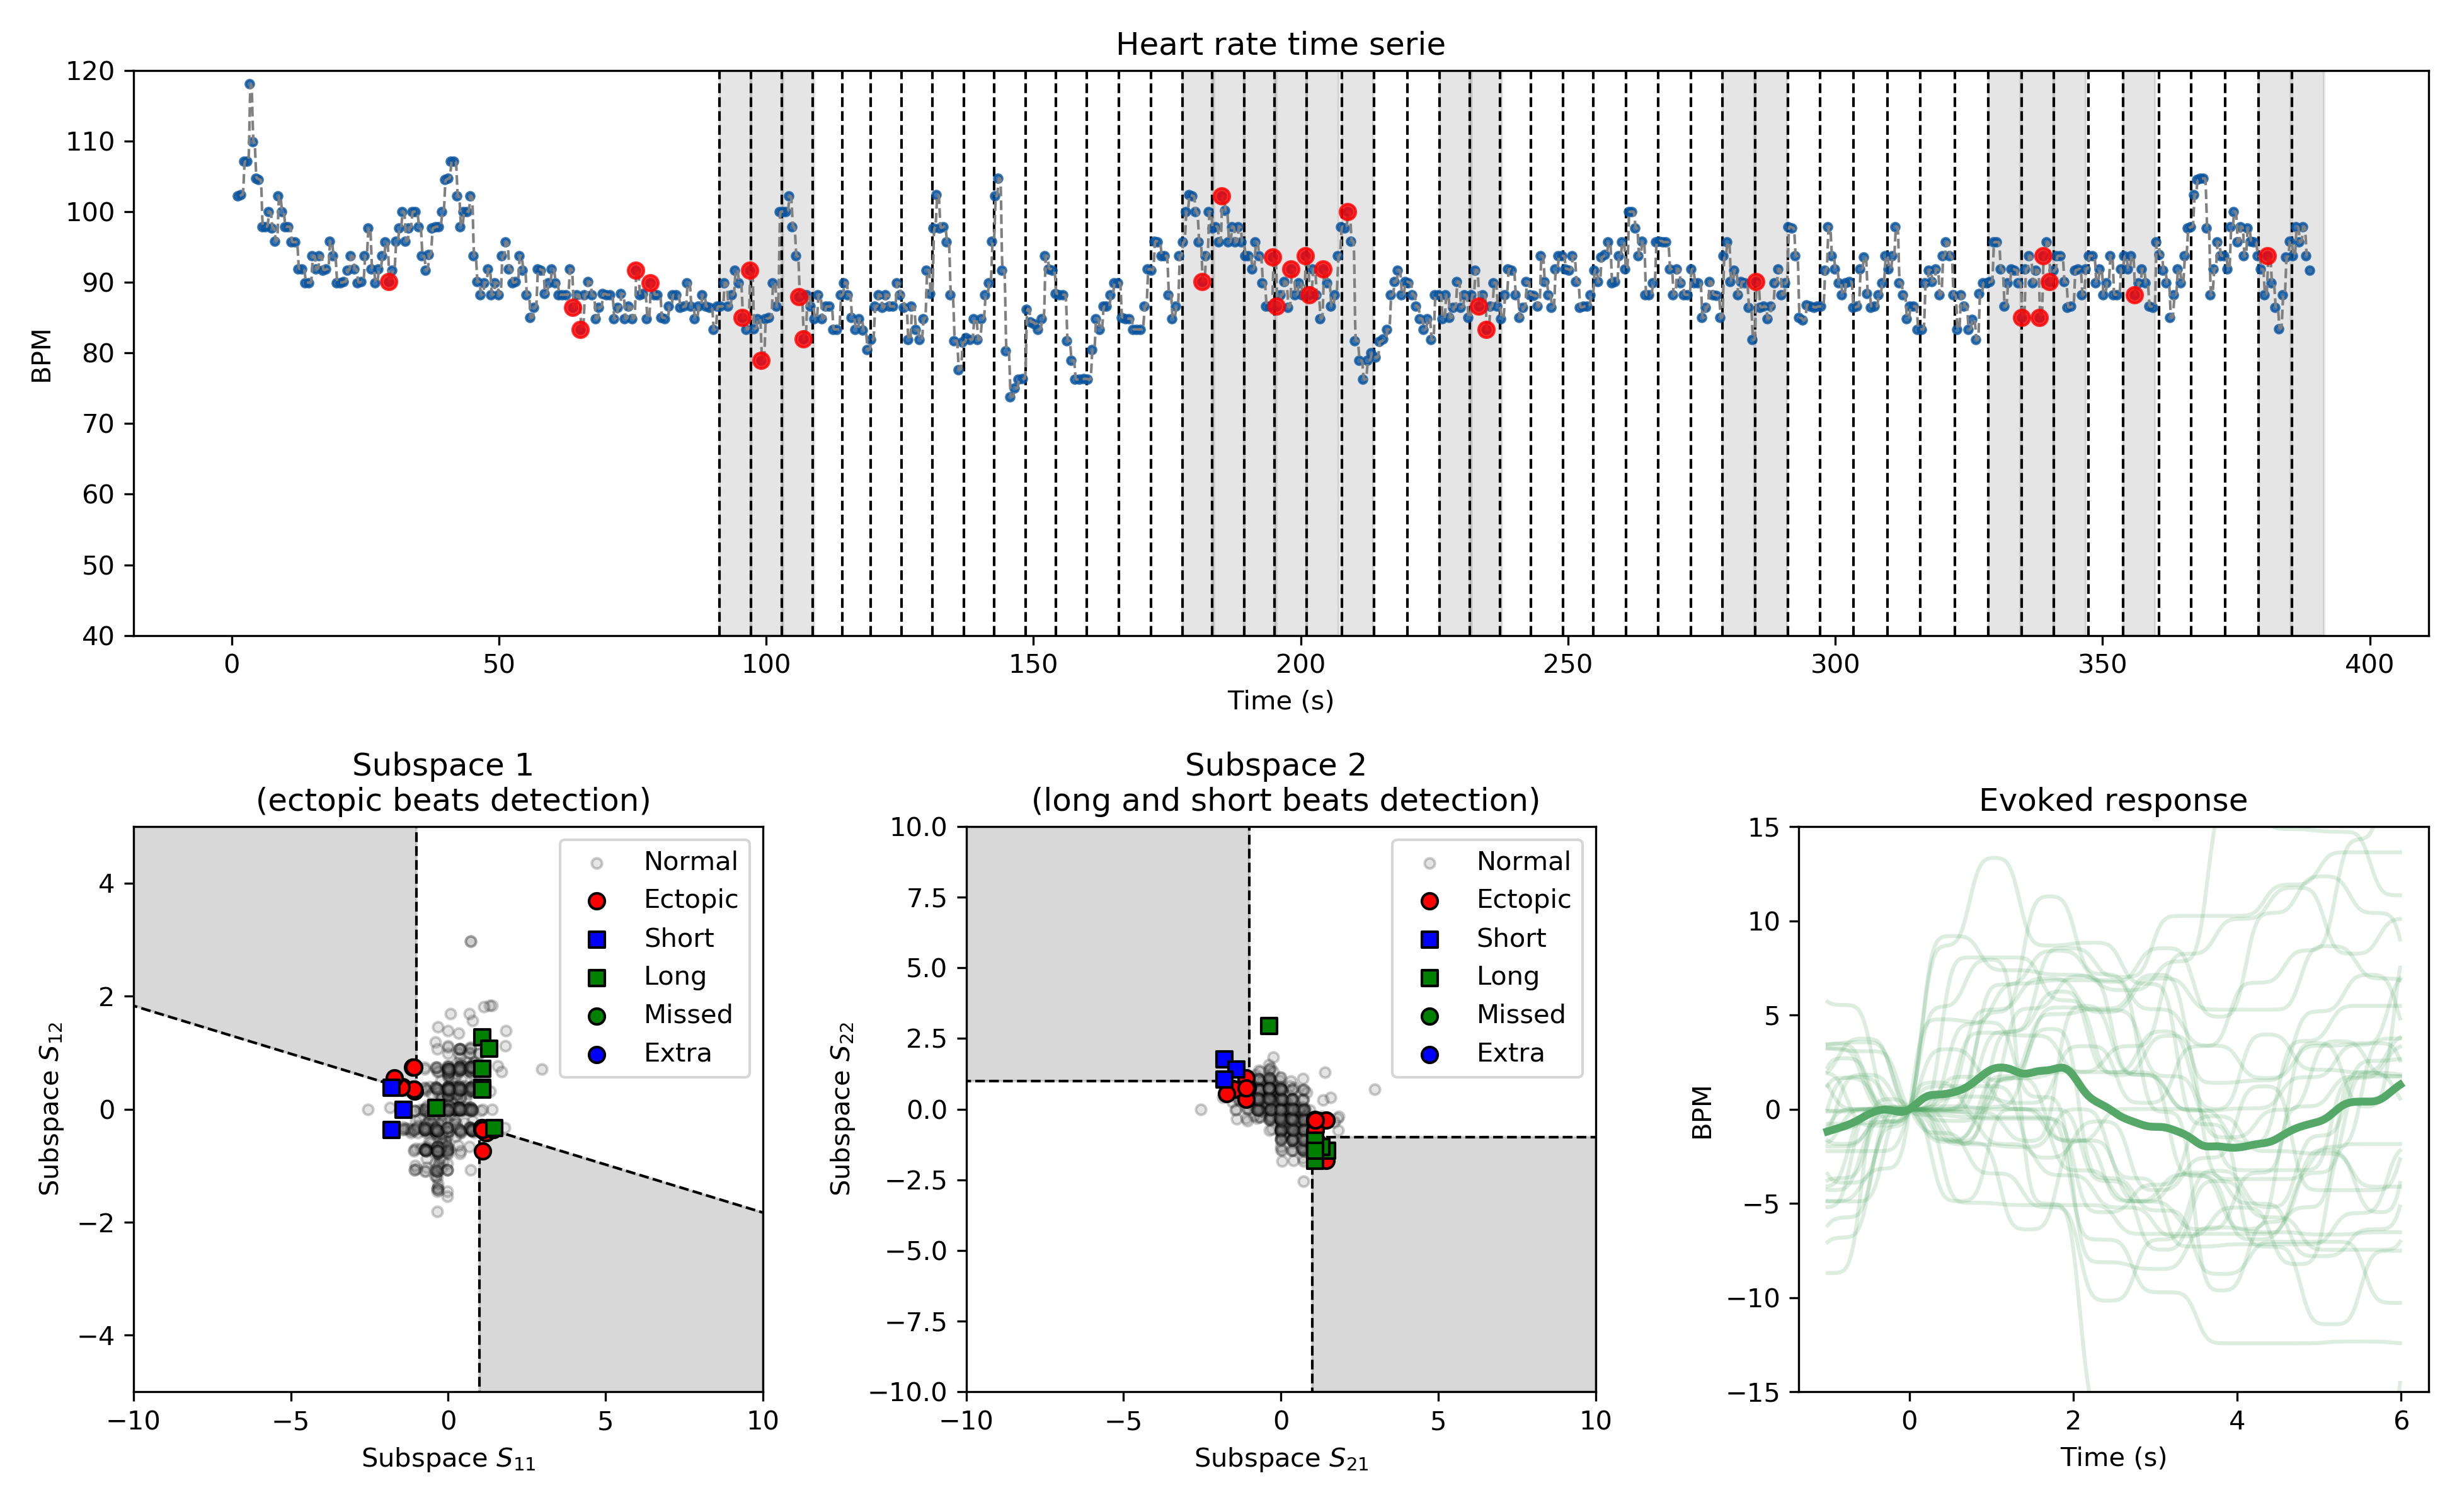 Heart rate time serie
120
110
100
90
80
70
60
50
40
BPM
0 50 100 150 200 250 300 350 400
Time (s)
Subspace 1
(ectopic beats detection)
4
2
0
−2
−4
Subspace S12
−10 −5 0 5 10
Subspace S11
Normal
Ectopic
Short
Long
Missed
Extra
Subspace 2
(long and short beats detection)
10.0
7.5
5.0
2.5
0.0
−2.5
−5.0
−7.5
−10.0
Subspace S22
−10 −5 0 5 10
Subspace S21
Normal
Ectopic
Short
Long
Missed
Extra
Evoked response
15
10
5
0
−5
−10
−15
BPM
0 2 4 6
Time (s)